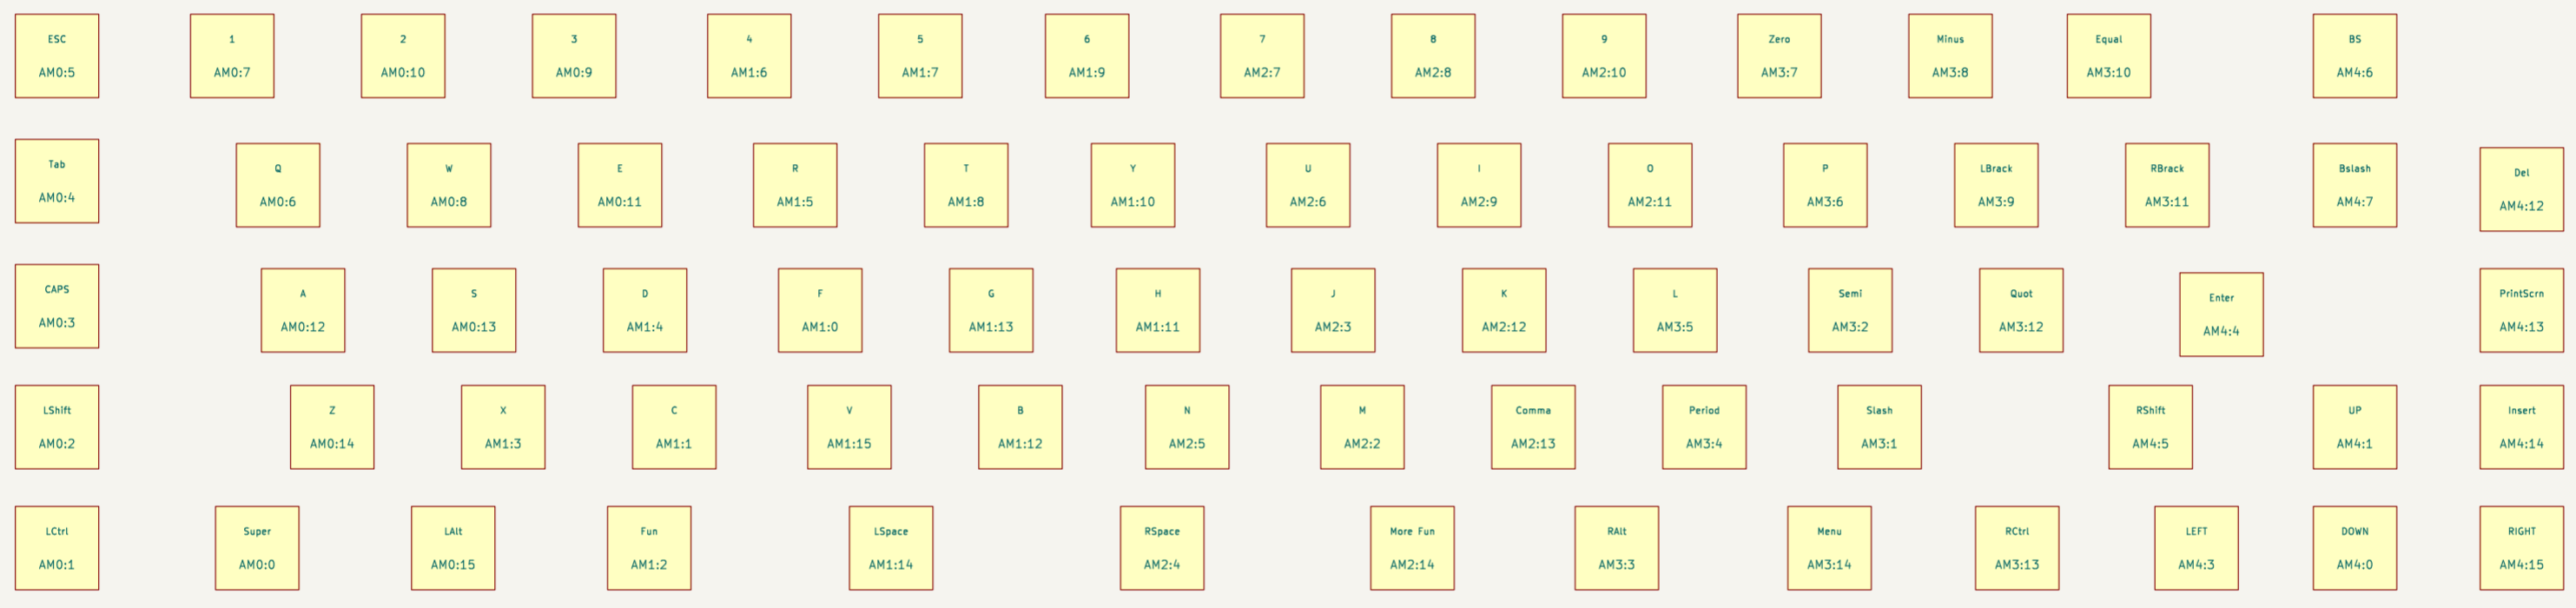 ESC
AM0:5
1
AM0:7
2
AM0:10
3
AM0:9
4
AM1:6
5
AM1:7
6
AM1:9
7
AM2:7
8
AM2:8
9
AM2:10
Zero
AM3:7
Minus
AM3:8
Equal
AM3:10
BS
AM4:6
Tab
AM0:4
Q
AM0:6
W
AM0:8
E
AM0:11
R
AM1:5
T
AM1:8
Y
AM1:10
U
AM2:6
I
AM2:9
O
AM2:11
P
AM3:6
LBrack
AM3:9
RBrack
AM3:11
Bslash
AM4:7
Del
AM4:12
CAPS
AM0:3
A
AM0:12
S
AM0:13
D
AM1:4
F
AM1:0
G
AM1:13
H
AM1:11
J
AM2:3
K
AM2:12
L
AM3:5
Semi
AM3:2
Quot
AM3:12
Enter
AM4:4
PrintScrn
AM4:13
LShift
AM0:2
Z
AM0:14
X
AM1:3
C
AM1:1
V
AM1:15
B
AM1:12
N
AM2:5
M
AM2:2
Comma
AM2:13
Period
AM3:4
Slash
AM3:1
RShift
AM4:5
UP
AM4:1
Insert
AM4:14
LCtrl
AM0:1
Super
AM0:0
LAlt
AM0:15
Fun
AM1:2
LSpace
AM1:14
RSpace
AM2:4
More Fun
AM2:14
RAlt
AM3:3
Menu
AM3:14
RCtrl
AM3:13
LEFT
AM4:3
DOWN
AM4:0
RIGHT
AM4:15